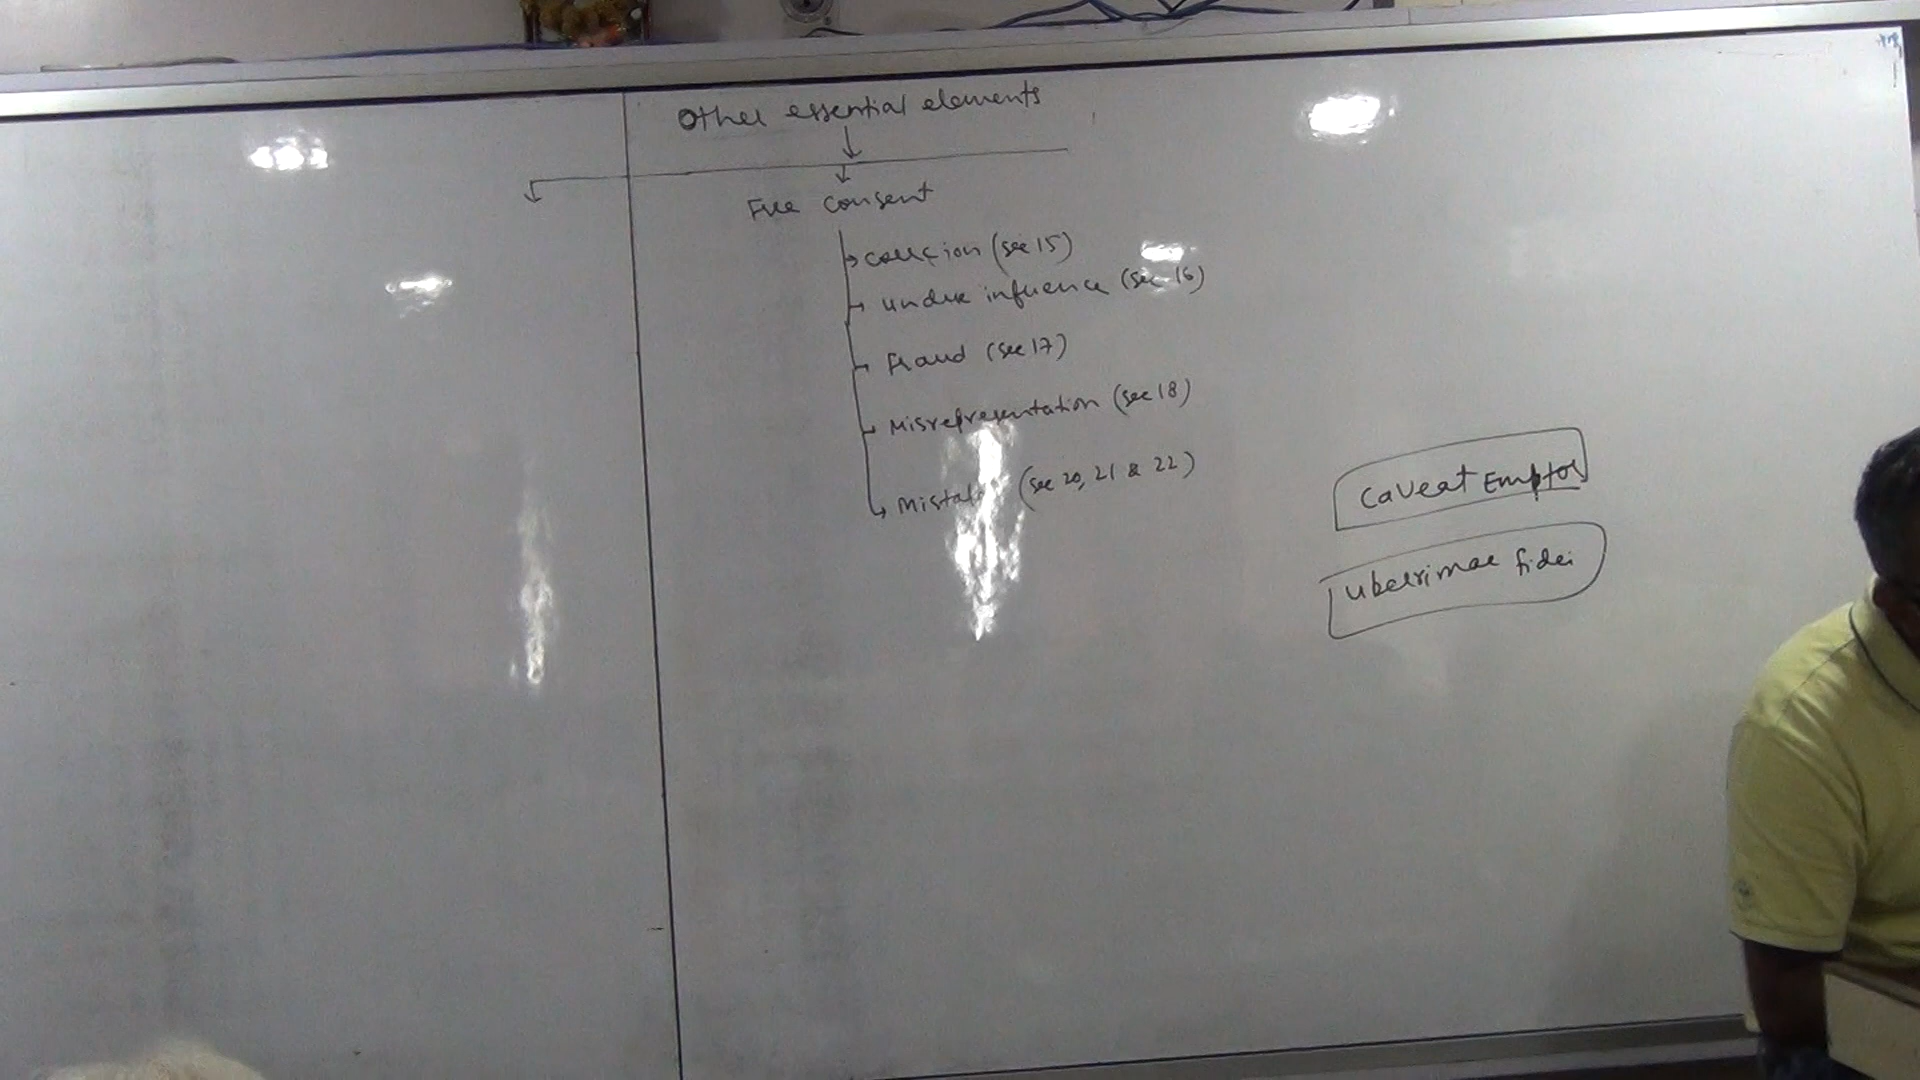 Other essential elements
Free consent
coercion (sec 15)
undue influence (sec 16)
Fraud (sec 17)
Misrepresentation (sec 18)
Mistake (sec 20, 21 & 22)
Caveat Emptor
uberrimae fidei